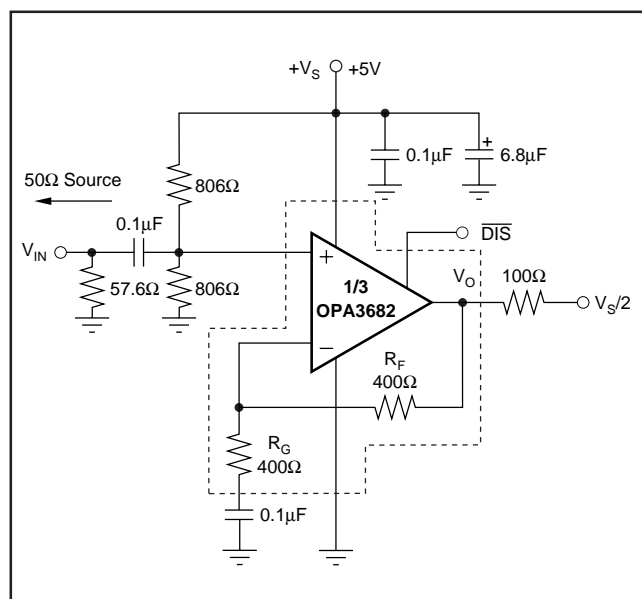 +V_S
+5V
0.1µF
+
6.8µF
50Ω Source
806Ω
0.1µF
V_IN
57.6Ω
806Ω
+
DIS
1/3
OPA3682
V_O
100Ω
V_S/2
−
R_F
400Ω
R_G
400Ω
0.1µF